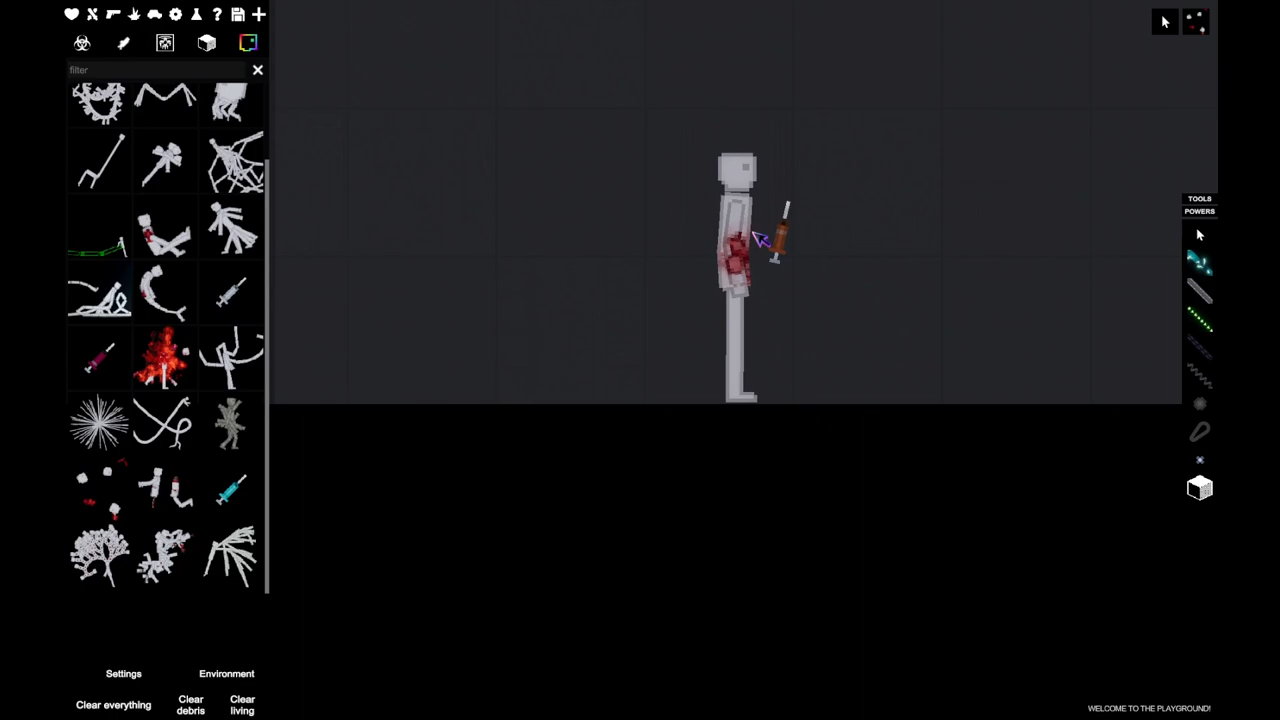 filter
TOOLS
POWERS
Settings
Environment
Clear everything
Clear debris
Clear living
WELCOME TO THE PLAYGROUND!